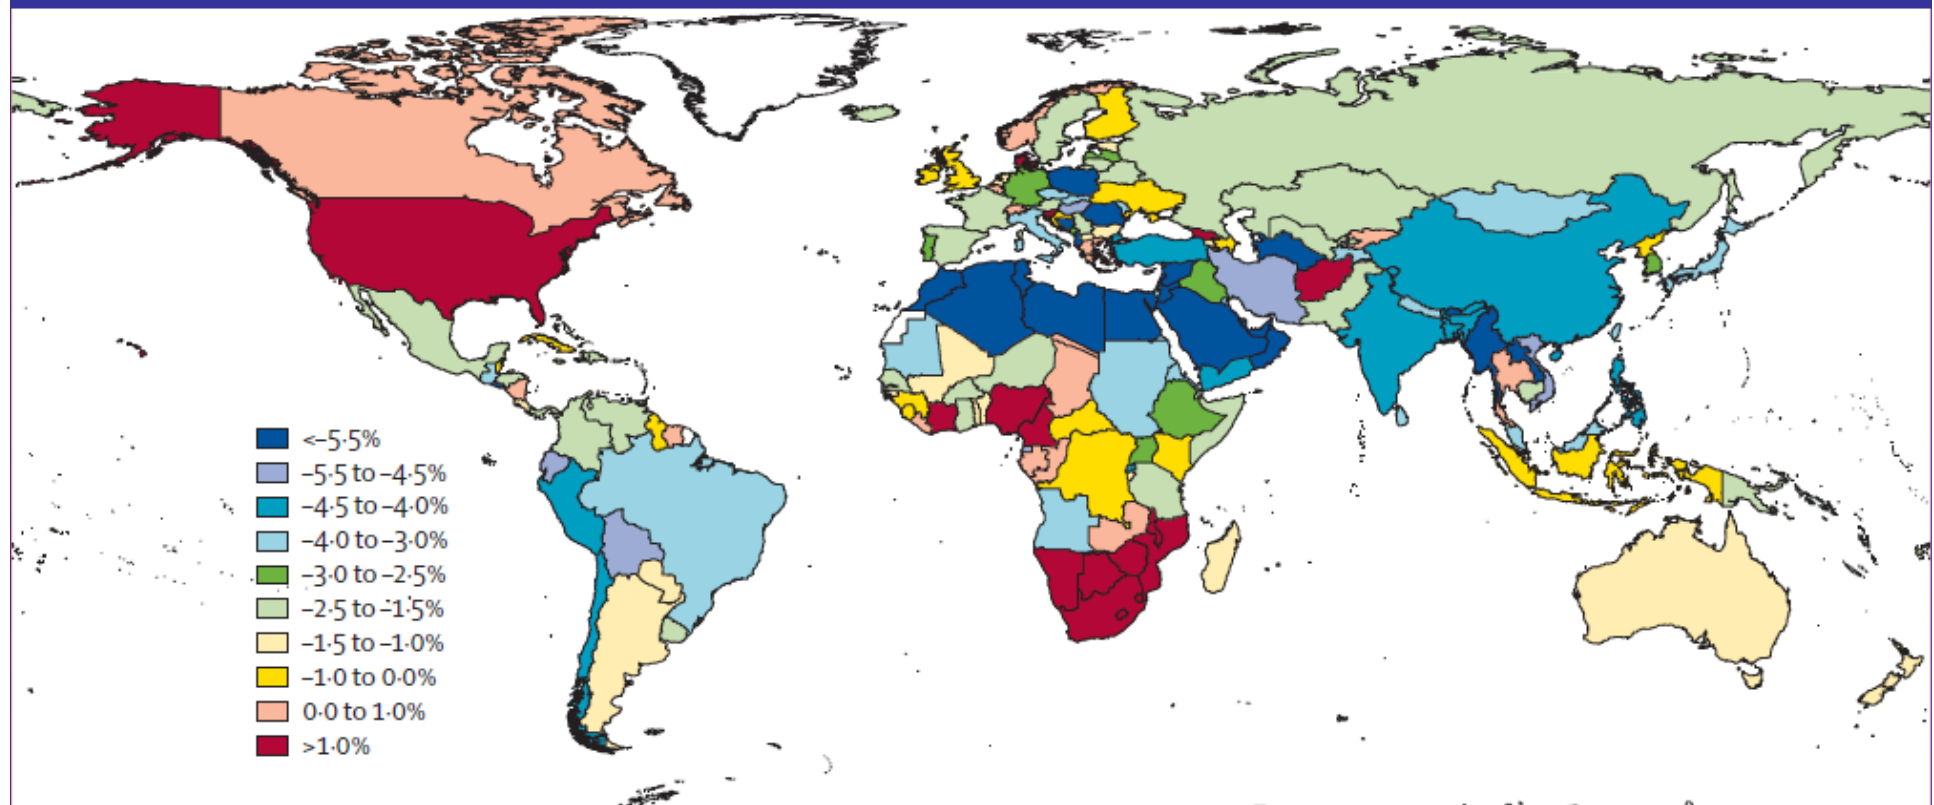 <–5·5%
–5·5 to –4·5%
–4·5 to –4·0%
–4·0 to –3·0%
–3·0 to –2·5%
–2·5 to –1·5%
–1·5 to –1·0%
–1·0 to 0·0%
0·0 to 1·0%
>1·0%